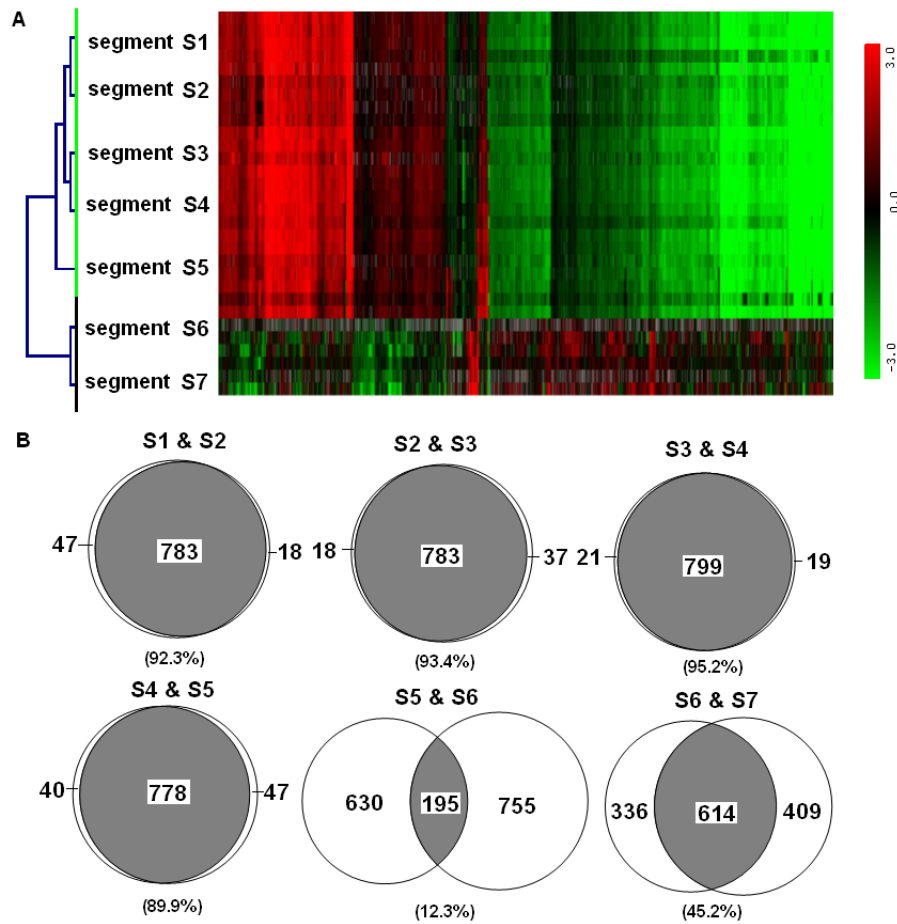 A
segment S1
segment S2
segment S3
segment S4
segment S5
segment S6
segment S7
3.0
0.0
-3.0
B
S1 & S2
S2 & S3
S3 & S4
47
783
18
18
783
37
21
799
19
(92.3%)
(93.4%)
(95.2%)
S4 & S5
S5 & S6
S6 & S7
40
778
47
630
195
755
336
614
409
(89.9%)
(12.3%)
(45.2%)